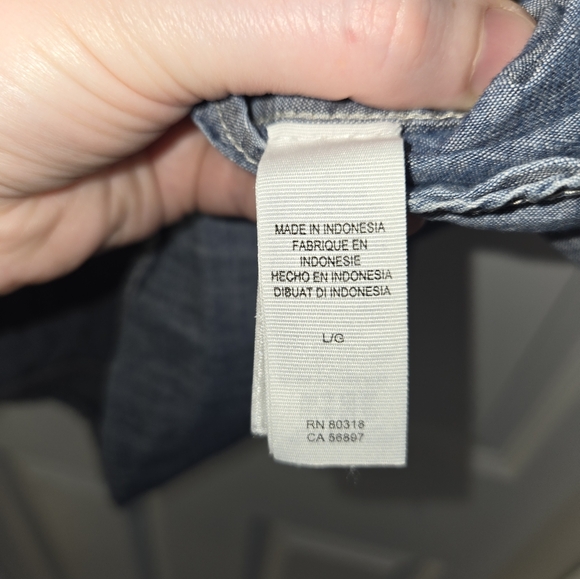 MADE IN INDONESIA
FABRIQUE EN
INDONESIE
HECHO EN INDONESIA
DIBUAT DI INDONESIA
L/G
RN 80318
CA 56897